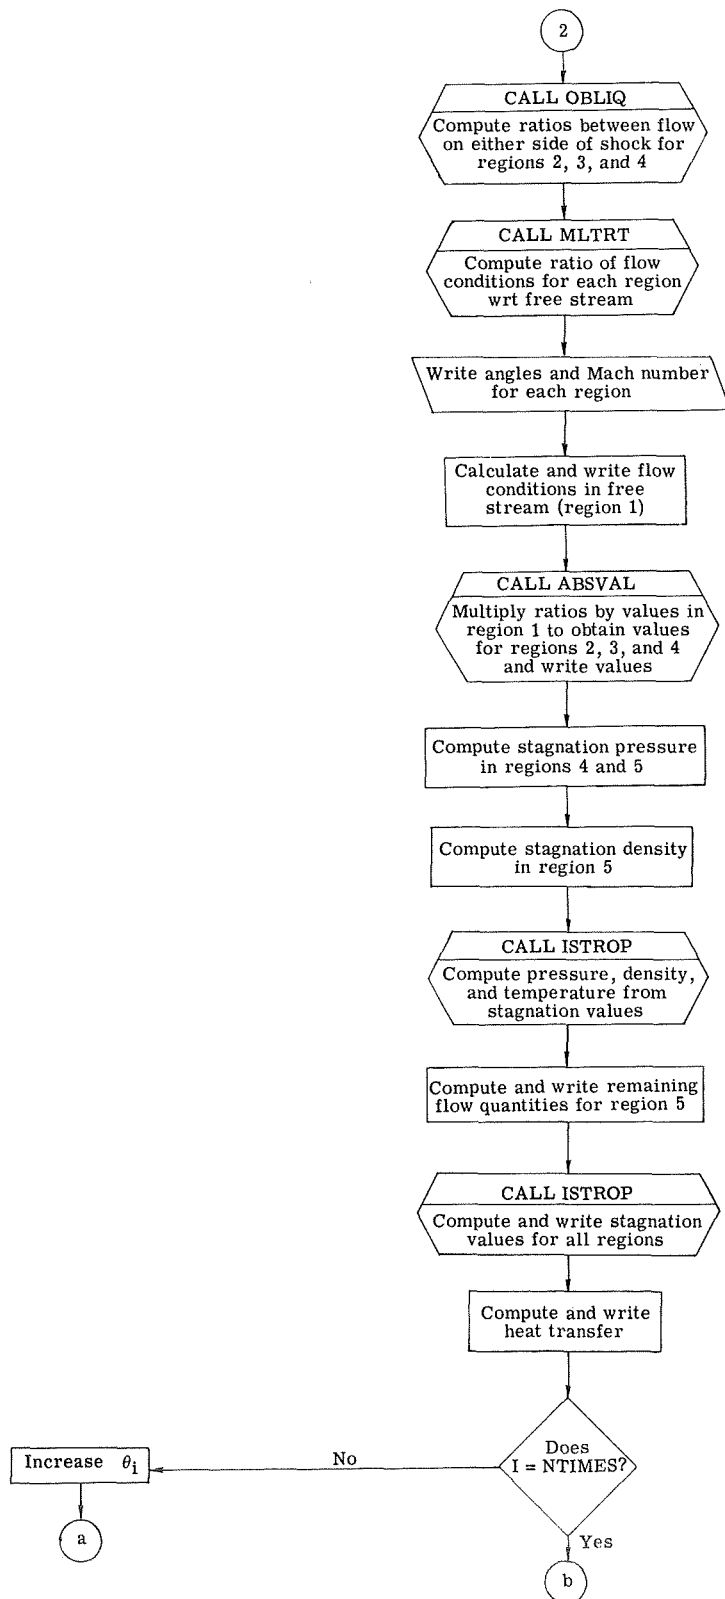 2
CALL OBLIQ
Compute ratios between flow
on either side of shock for
regions 2, 3, and 4
CALL MLTRT
Compute ratio of flow
conditions for each region
wrt free stream
Write angles and Mach number
for each region
Calculate and write flow
conditions in free
stream (region 1)
CALL ABSVAL
Multiply ratios by values in
region 1 to obtain values
for regions 2, 3, and 4
and write values
Compute stagnation pressure
in regions 4 and 5
Compute stagnation density
in region 5
CALL ISTROP
Compute pressure, density,
and temperature from
stagnation values
Compute and write remaining
flow quantities for region 5
CALL ISTROP
Compute and write stagnation
values for all regions
Compute and write
heat transfer
Does
I = NTIMES?
No
Increase θi
a
Yes
b